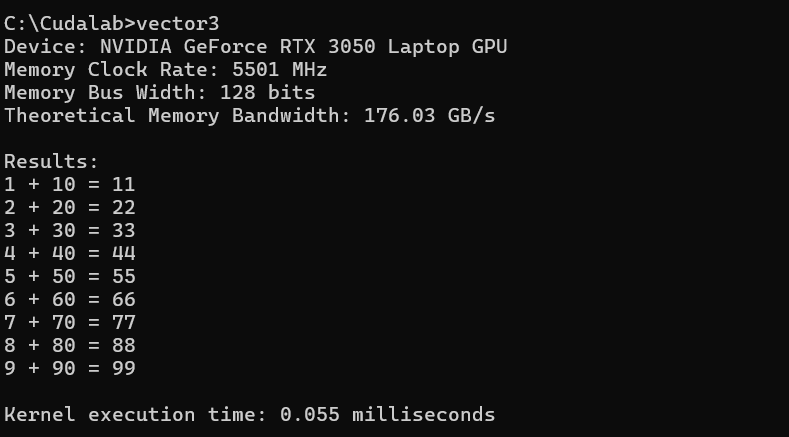 C:\Cudalab>vector3
Device: NVIDIA GeForce RTX 3050 Laptop GPU
Memory Clock Rate: 5501 MHz
Memory Bus Width: 128 bits
Theoretical Memory Bandwidth: 176.03 GB/s
Results:
1 + 10 = 11
2 + 20 = 22
3 + 30 = 33
4 + 40 = 44
5 + 50 = 55
6 + 60 = 66
7 + 70 = 77
8 + 80 = 88
9 + 90 = 99
Kernel execution time: 0.055 milliseconds